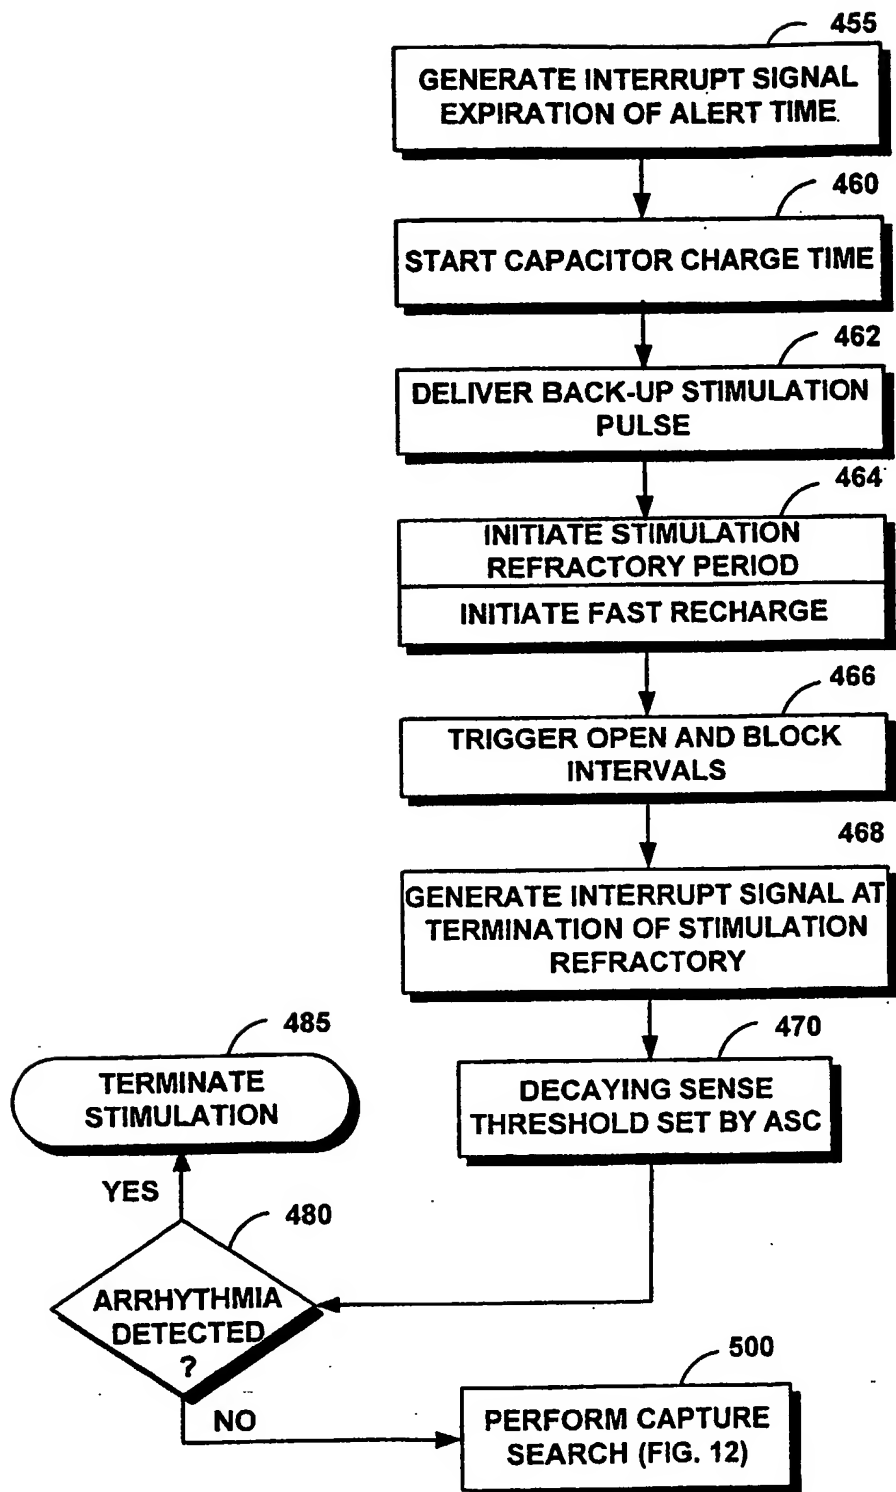 455
GENERATE INTERRUPT SIGNAL
EXPIRATION OF ALERT TIME.
460
START CAPACITOR CHARGE TIME
462
DELIVER BACK-UP STIMULATION
PULSE
464
INITIATE STIMULATION
REFRACTORY PERIOD
INITIATE FAST RECHARGE
466
TRIGGER OPEN AND BLOCK
INTERVALS
468
GENERATE INTERRUPT SIGNAL AT
TERMINATION OF STIMULATION
REFRACTORY
470
DECAYING SENSE
THRESHOLD SET BY ASC
485
TERMINATE
STIMULATION
YES
480
ARRHYTHMIA
DETECTED
?
NO
500
PERFORM CAPTURE
SEARCH (FIG. 12)